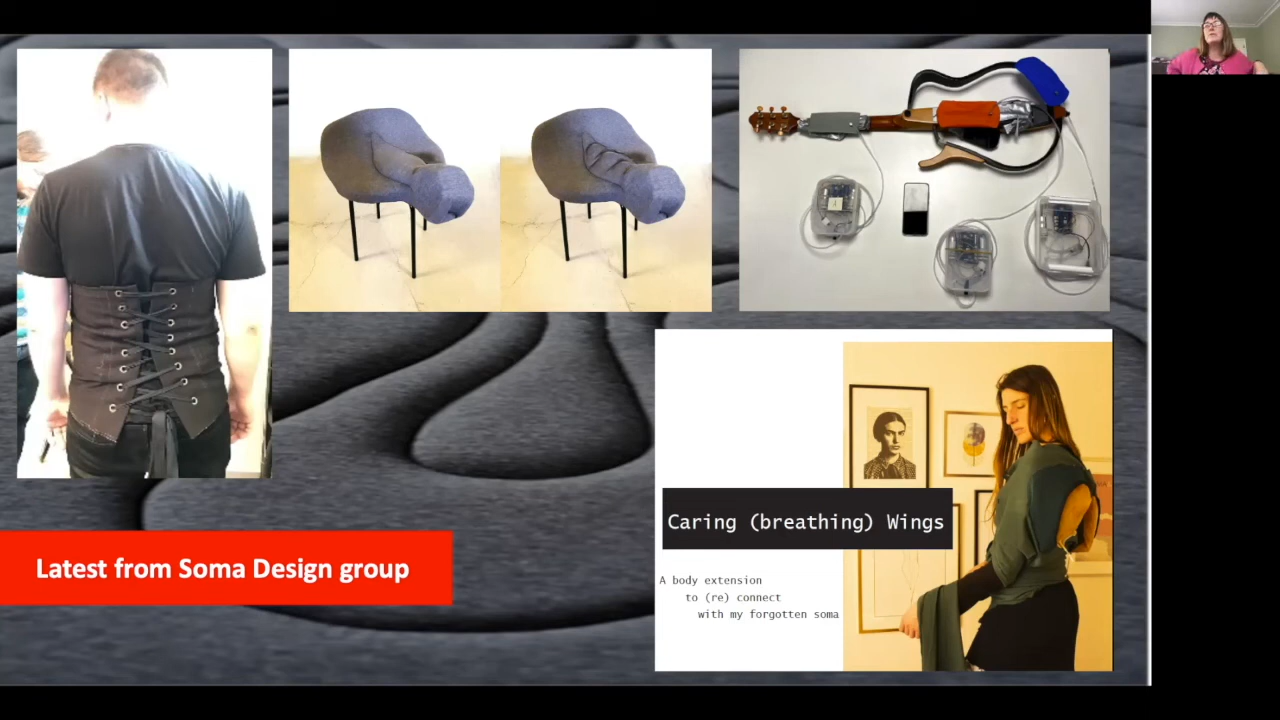 Latest from Soma Design group
Caring (breathing) Wings
A body extension
to (re) connect
with my forgotten soma